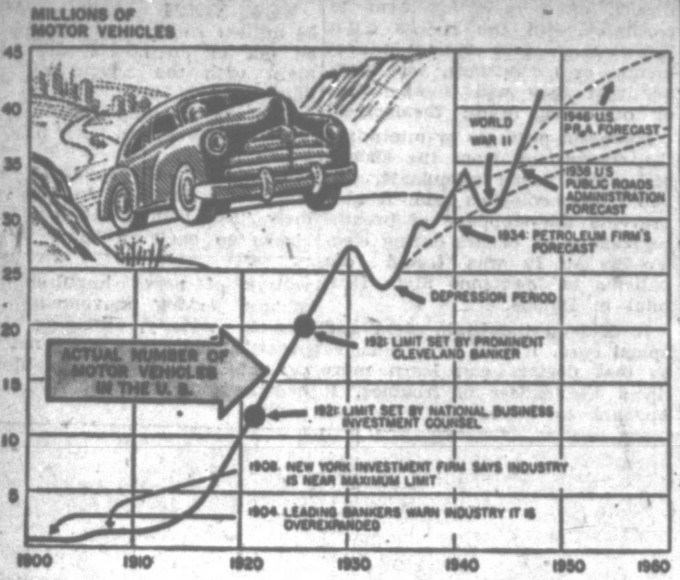 MILLIONS OF
MOTOR VEHICLES
45
40
35
30
25
20
15
10
5
1900 1910 1920 1930 1940 1950 1960
WORLD
WAR II
1946 U.S.
P.R.A. FORECAST
1938 U.S
PUBLIC ROADS
ADMINISTRATION
FORECAST
1934: PETROLEUM FIRM'S
FORECAST
DEPRESSION PERIOD
1921: LIMIT SET BY PROMINENT
CLEVELAND BANKER
ACTUAL NUMBER OF
MOTOR VEHICLES
IN THE U. S.
LIMIT SET BY NATIONAL BUSINESS
INVESTMENT COUNSEL
1908: NEW YORK INVESTMENT FIRM SAYS INDUSTRY
IS NEAR MAXIMUM LIMIT
1904: LEADING BANKERS WARN INDUSTRY IT IS
OVEREXPANDED